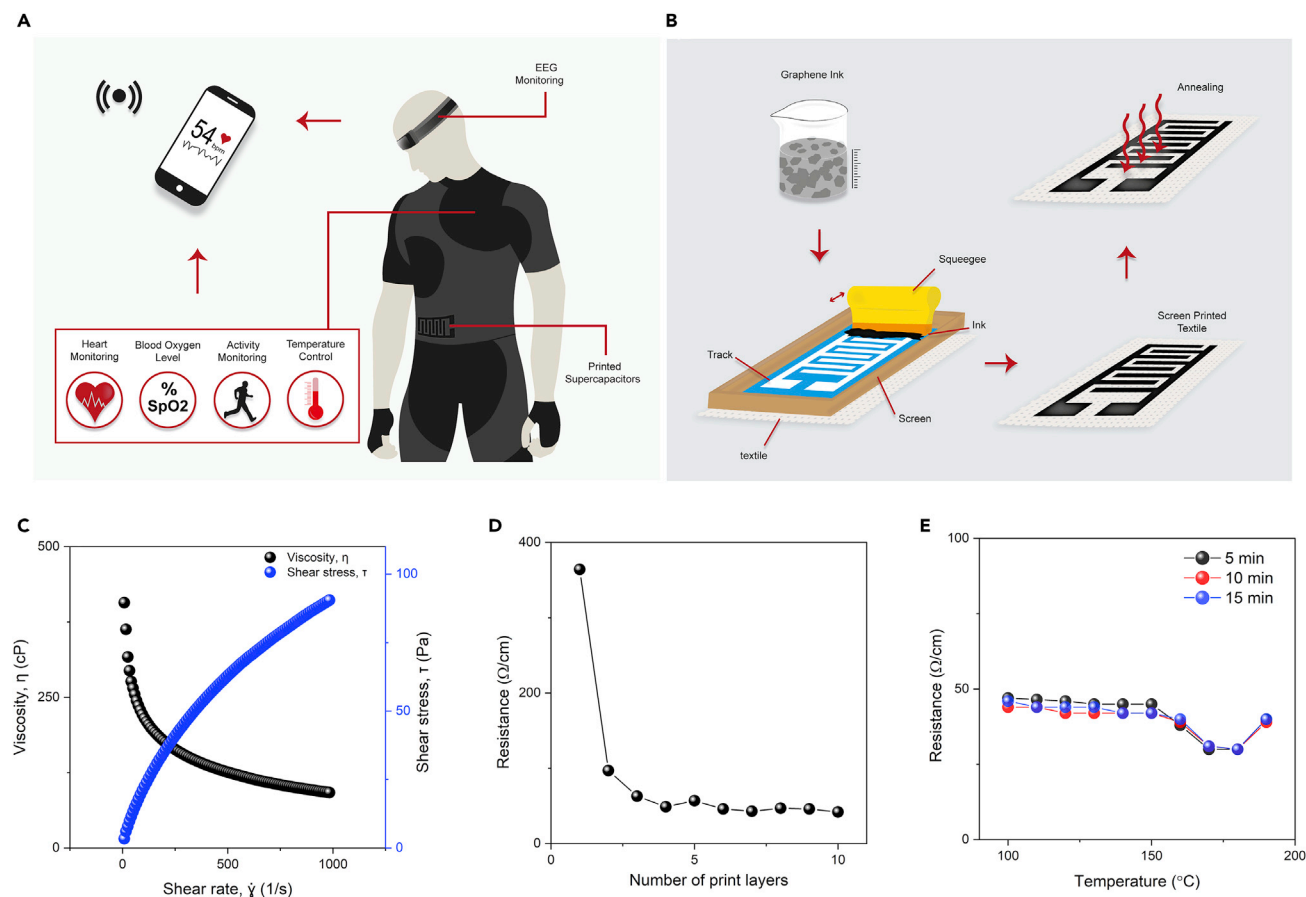 A
EEG
Monitoring
54
bpm
Heart
Monitoring
Blood Oxygen
Level
Activity
Monitoring
Temperature
Control
%
SpO2
Printed
Supercapacitors
B
Graphene Ink
Annealing
Squeegee
Ink
Track
Screen
textile
Screen Printed
Textile
C
500
250
0
Viscosity, η (cP)
Viscosity, η
Shear stress, τ
100
50
0
Shear stress, τ (Pa)
0
500
1000
Shear rate, γ̇ (1/s)
D
400
200
0
Resistance (Ω/cm)
0
5
10
Number of print layers
E
100
50
0
Resistance (Ω/cm)
5 min
10 min
15 min
100
150
200
Temperature (°C)